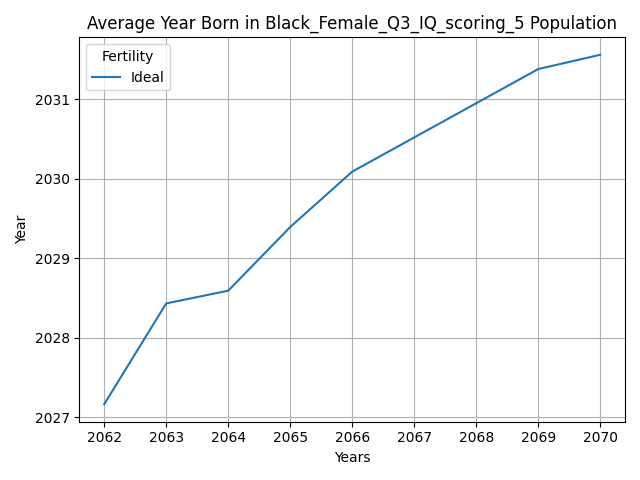 Average Year Born in Black_Female_Q3_IQ_scoring_5 Population
Fertility
Ideal
2031
2030
2029
2028
2027
Year
2062 2063 2064 2065 2066 2067 2068 2069 2070
Years